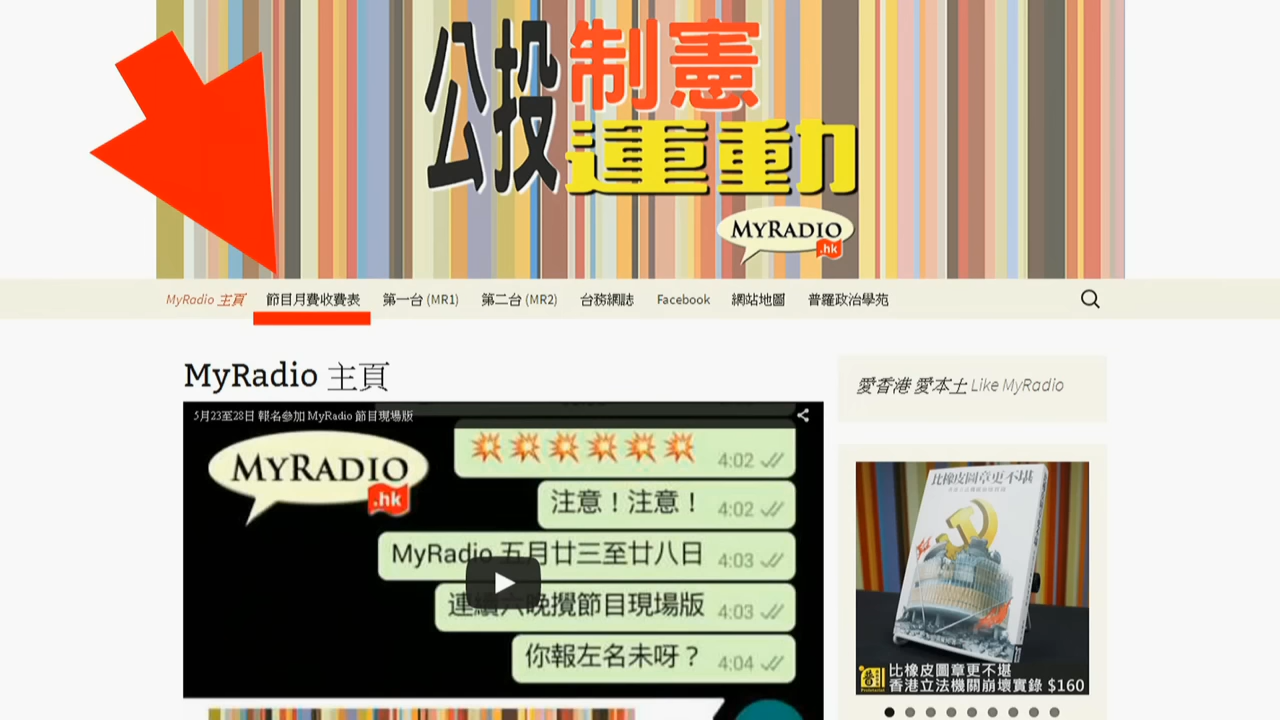 公投制憲
運動
MYRADIO
.hk
MyRadio 主頁 節目月費收費表 第一台 (MR1) 第二台 (MR2) 台務網誌 Facebook 網站地圖 普羅政治學苑
MyRadio 主頁
5月23至28日 報名參加 MyRadio 節目現場版
MYRADIO
.hk
4:02
注意！注意！ 4:02
MyRadio 五月廿三至廿八日 4:03
連續六晚攪節目現場版 4:03
你報左名未呀？ 4:04
愛香港 愛本土 Like MyRadio
比橡皮圖章更不堪
比橡皮圖章更不堪
香港立法機關崩壞實錄 $160